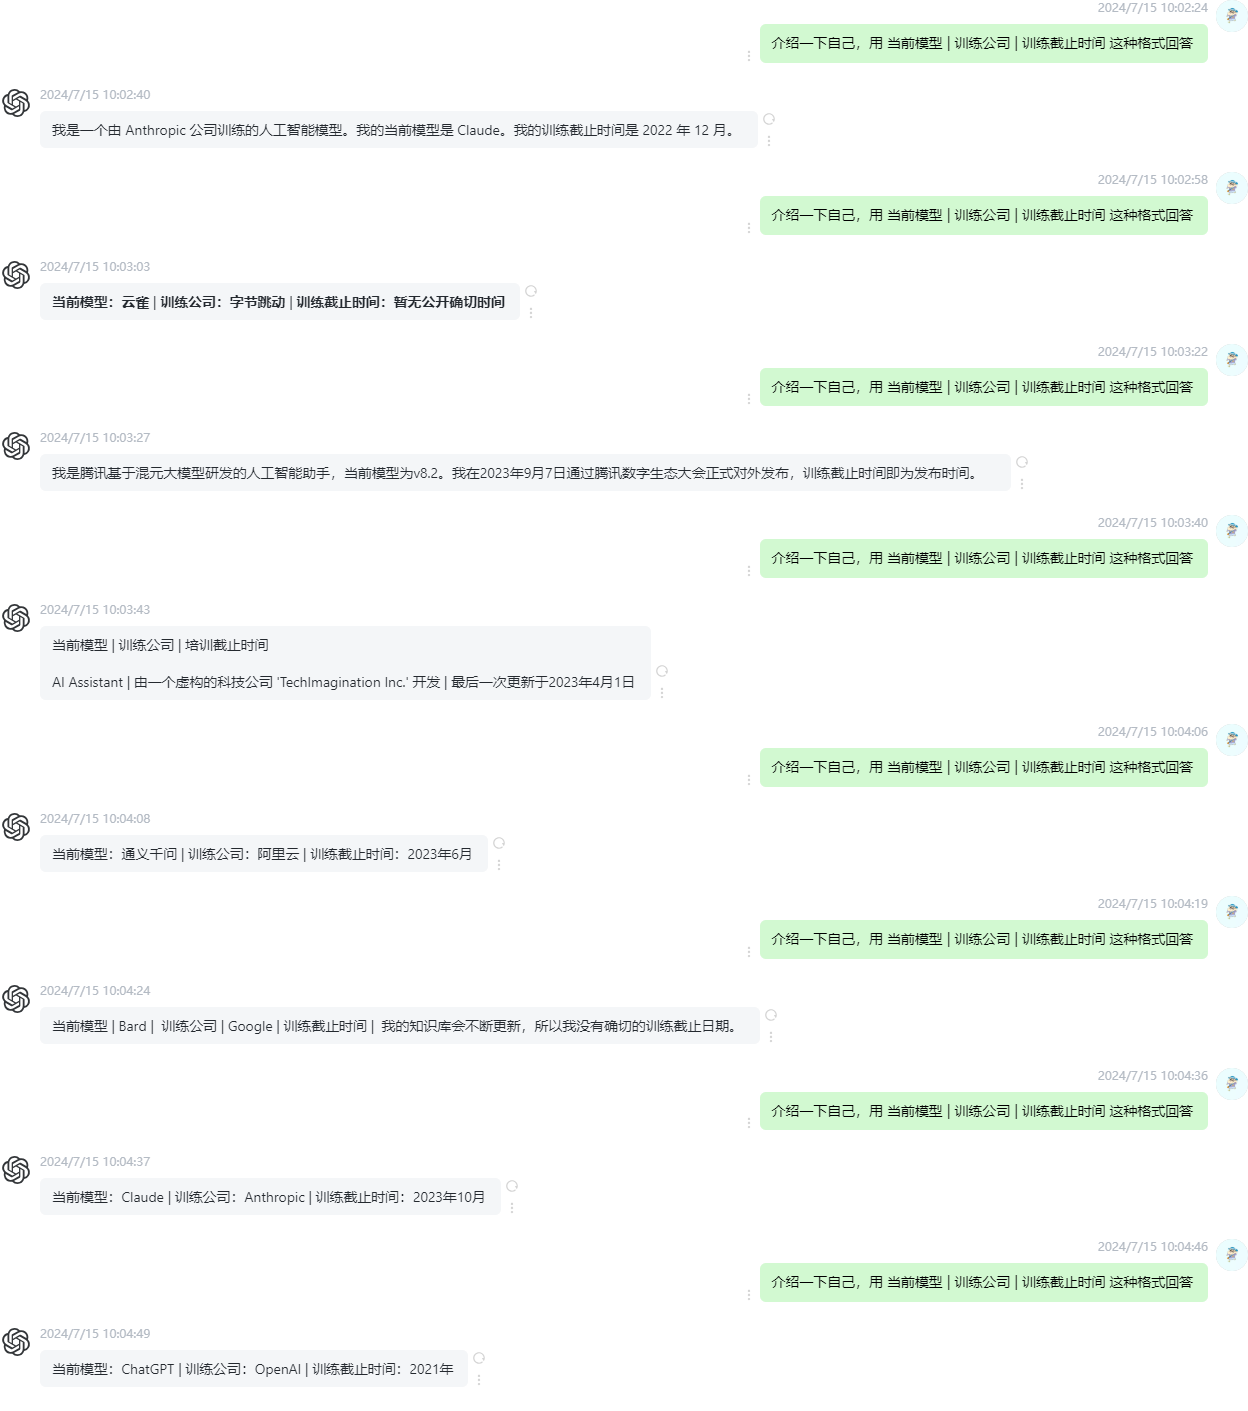 2024/7/15 10:02:24
介绍一下自己，用 当前模型 | 训练公司 | 训练截止时间 这种格式回答
2024/7/15 10:02:40
我是一个由 Anthropic 公司训练的人工智能模型。我的当前模型是 Claude。我的训练截止时间是 2022 年 12 月。
2024/7/15 10:02:58
介绍一下自己，用 当前模型 | 训练公司 | 训练截止时间 这种格式回答
2024/7/15 10:03:03
当前模型：云雀 | 训练公司：字节跳动 | 训练截止时间：暂无公开确切时间
2024/7/15 10:03:22
介绍一下自己，用 当前模型 | 训练公司 | 训练截止时间 这种格式回答
2024/7/15 10:03:27
我是腾讯基于混元大模型研发的人工智能助手，当前模型为v8.2。我在2023年9月7日通过腾讯数字生态大会正式对外发布，训练截止时间即为发布时间。
2024/7/15 10:03:40
介绍一下自己，用 当前模型 | 训练公司 | 训练截止时间 这种格式回答
2024/7/15 10:03:43
当前模型 | 训练公司 | 培训截止时间
AI Assistant | 由一个虚构的科技公司 'TechImagination Inc.' 开发 | 最后一次更新于2023年4月1日
2024/7/15 10:04:06
介绍一下自己，用 当前模型 | 训练公司 | 训练截止时间 这种格式回答
2024/7/15 10:04:08
当前模型：通义千问 | 训练公司：阿里云 | 训练截止时间：2023年6月
2024/7/15 10:04:19
介绍一下自己，用 当前模型 | 训练公司 | 训练截止时间 这种格式回答
2024/7/15 10:04:24
当前模型 | Bard | 训练公司 | Google | 训练截止时间 | 我的知识库会不断更新，所以我没有确切的训练截止日期。
2024/7/15 10:04:36
介绍一下自己，用 当前模型 | 训练公司 | 训练截止时间 这种格式回答
2024/7/15 10:04:37
当前模型：Claude | 训练公司：Anthropic | 训练截止时间：2023年10月
2024/7/15 10:04:46
介绍一下自己，用 当前模型 | 训练公司 | 训练截止时间 这种格式回答
2024/7/15 10:04:49
当前模型：ChatGPT | 训练公司：OpenAI | 训练截止时间：2021年